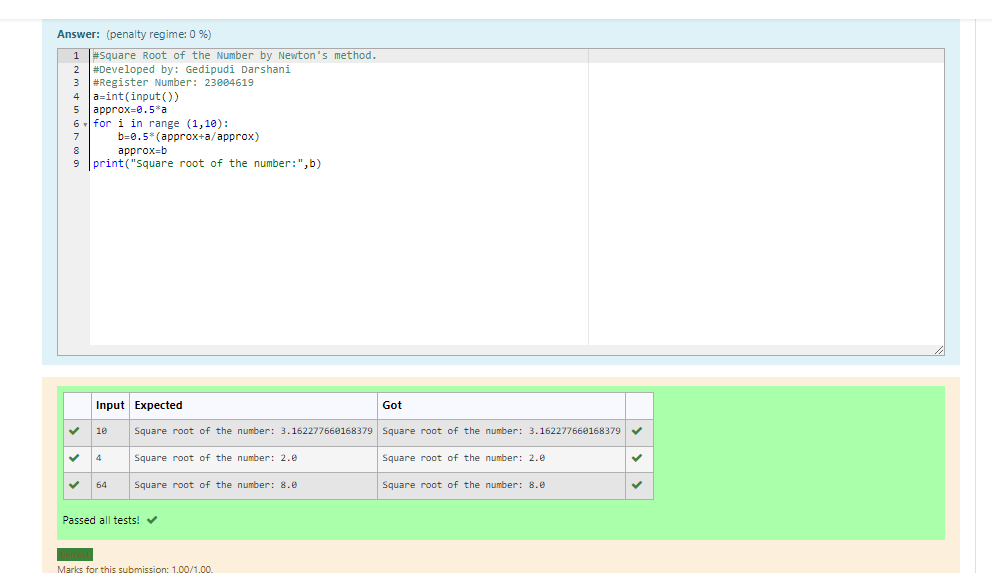 Answer: (penalty regime: 0 %)
1 #Square Root of the Number by Newton's method.
2 #Developed by: Gedipudi Darshani
3 #Register Number: 23004619
4 a=int(input())
5 approx=0.5*a
6 for i in range (1,10):
7 b=0.5*(approx+a/approx)
8 approx=b
9 print("Square root of the number:",b)
Input Expected Got
10 Square root of the number: 3.162277660168379 Square root of the number: 3.162277660168379
4 Square root of the number: 2.0 Square root of the number: 2.0
64 Square root of the number: 8.0 Square root of the number: 8.0
Passed all tests!
Marks for this submission: 1.00/1.00.